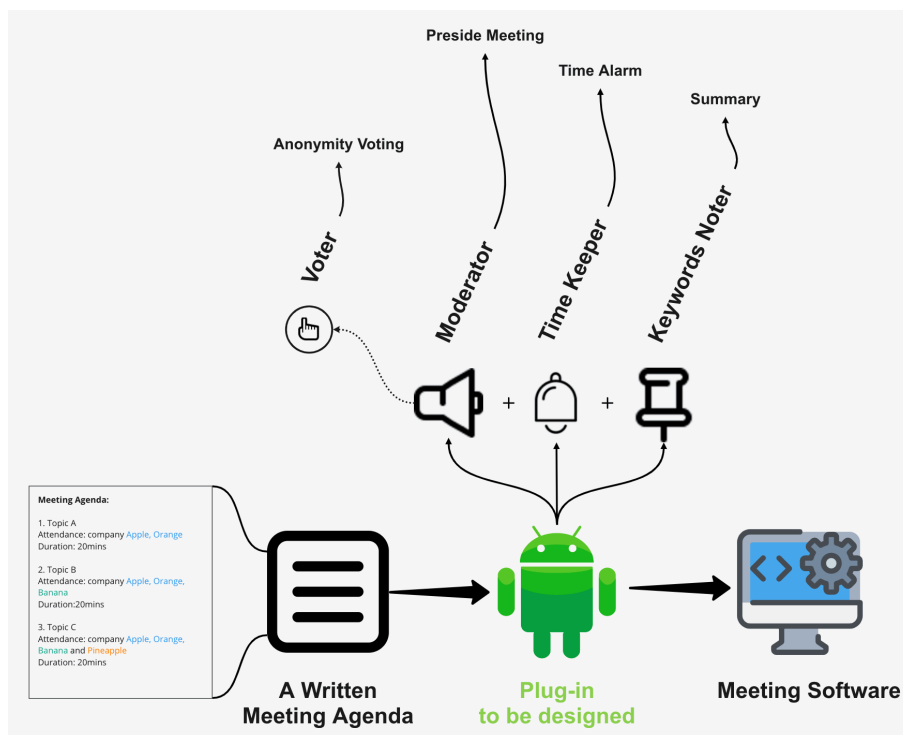 Preside Meeting
Time Alarm
Summary
Anonymity Voting
Voter
Moderator
Time Keeper
Keywords Noter
+
+
Meeting Agenda:
1. Topic A
Attendance: company Apple, Orange
Duration: 20mins
2. Topic B
Attendance: company Apple, Orange,
Banana
Duration:20mins
3. Topic C
Attendance: company Apple, Orange,
Banana and Pineapple
Duration: 20mins
A Written
Meeting Agenda
Plug-in
to be designed
Meeting Software